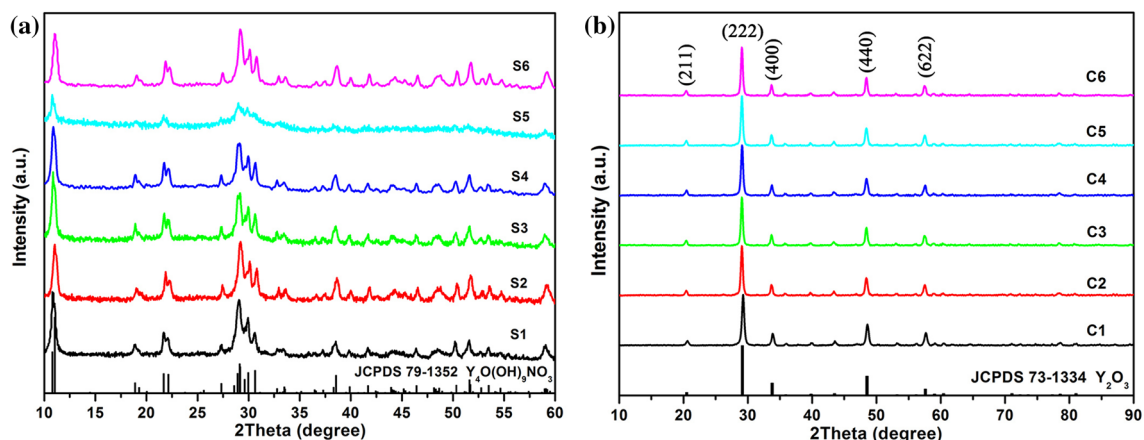 (a)
Intensity (a.u.)
S6
S5
S4
S3
S2
S1
JCPDS 79-1352 Y₄O(OH)₉NO₃
10 15 20 25 30 35 40 45 50 55 60
2Theta (degree)
(b)
Intensity (a.u.)
(211)
(222)
(400)
(440)
(622)
C6
C5
C4
C3
C2
C1
JCPDS 73-1334 Y₂O₃
10 20 30 40 50 60 70 80 90
2Theta (degree)